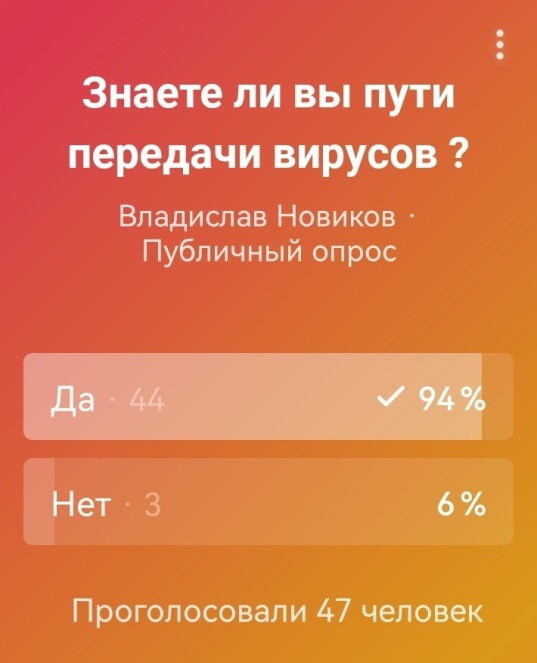 Знаете ли вы пути
передачи вирусов ?
Владислав Новиков ·
Публичный опрос
Да · 44 94 %
Нет · 3 6 %
Проголосовали 47 человек